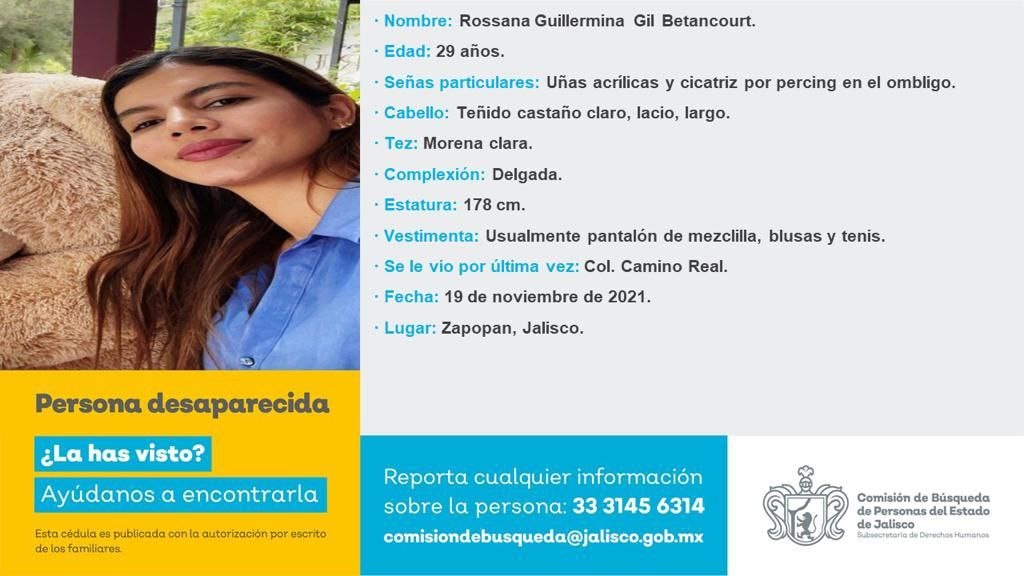 · Nombre: Rossana Guillermina Gil Betancourt.
· Edad: 29 años.
· Señas particulares: Uñas acrílicas y cicatriz por percing en el ombligo.
· Cabello: Teñido castaño claro, lacio, largo.
· Tez: Morena clara.
· Complexión: Delgada.
· Estatura: 178 cm.
· Vestimenta: Usualmente pantalón de mezclilla, blusas y tenis.
· Se le vio por última vez: Col. Camino Real.
· Fecha: 19 de noviembre de 2021.
· Lugar: Zapopan, Jalisco.
Persona desaparecida
¿La has visto?
Ayúdanos a encontrarla
Esta cédula es publicada con la autorización por escrito
de los familiares.
Reporta cualquier información
sobre la persona: 33 3145 6314
comisiondebusqueda@jalisco.gob.mx
Comisión de Búsqueda
de Personas del Estado
de Jalisco
Subsecretaría de Derechos Humanos